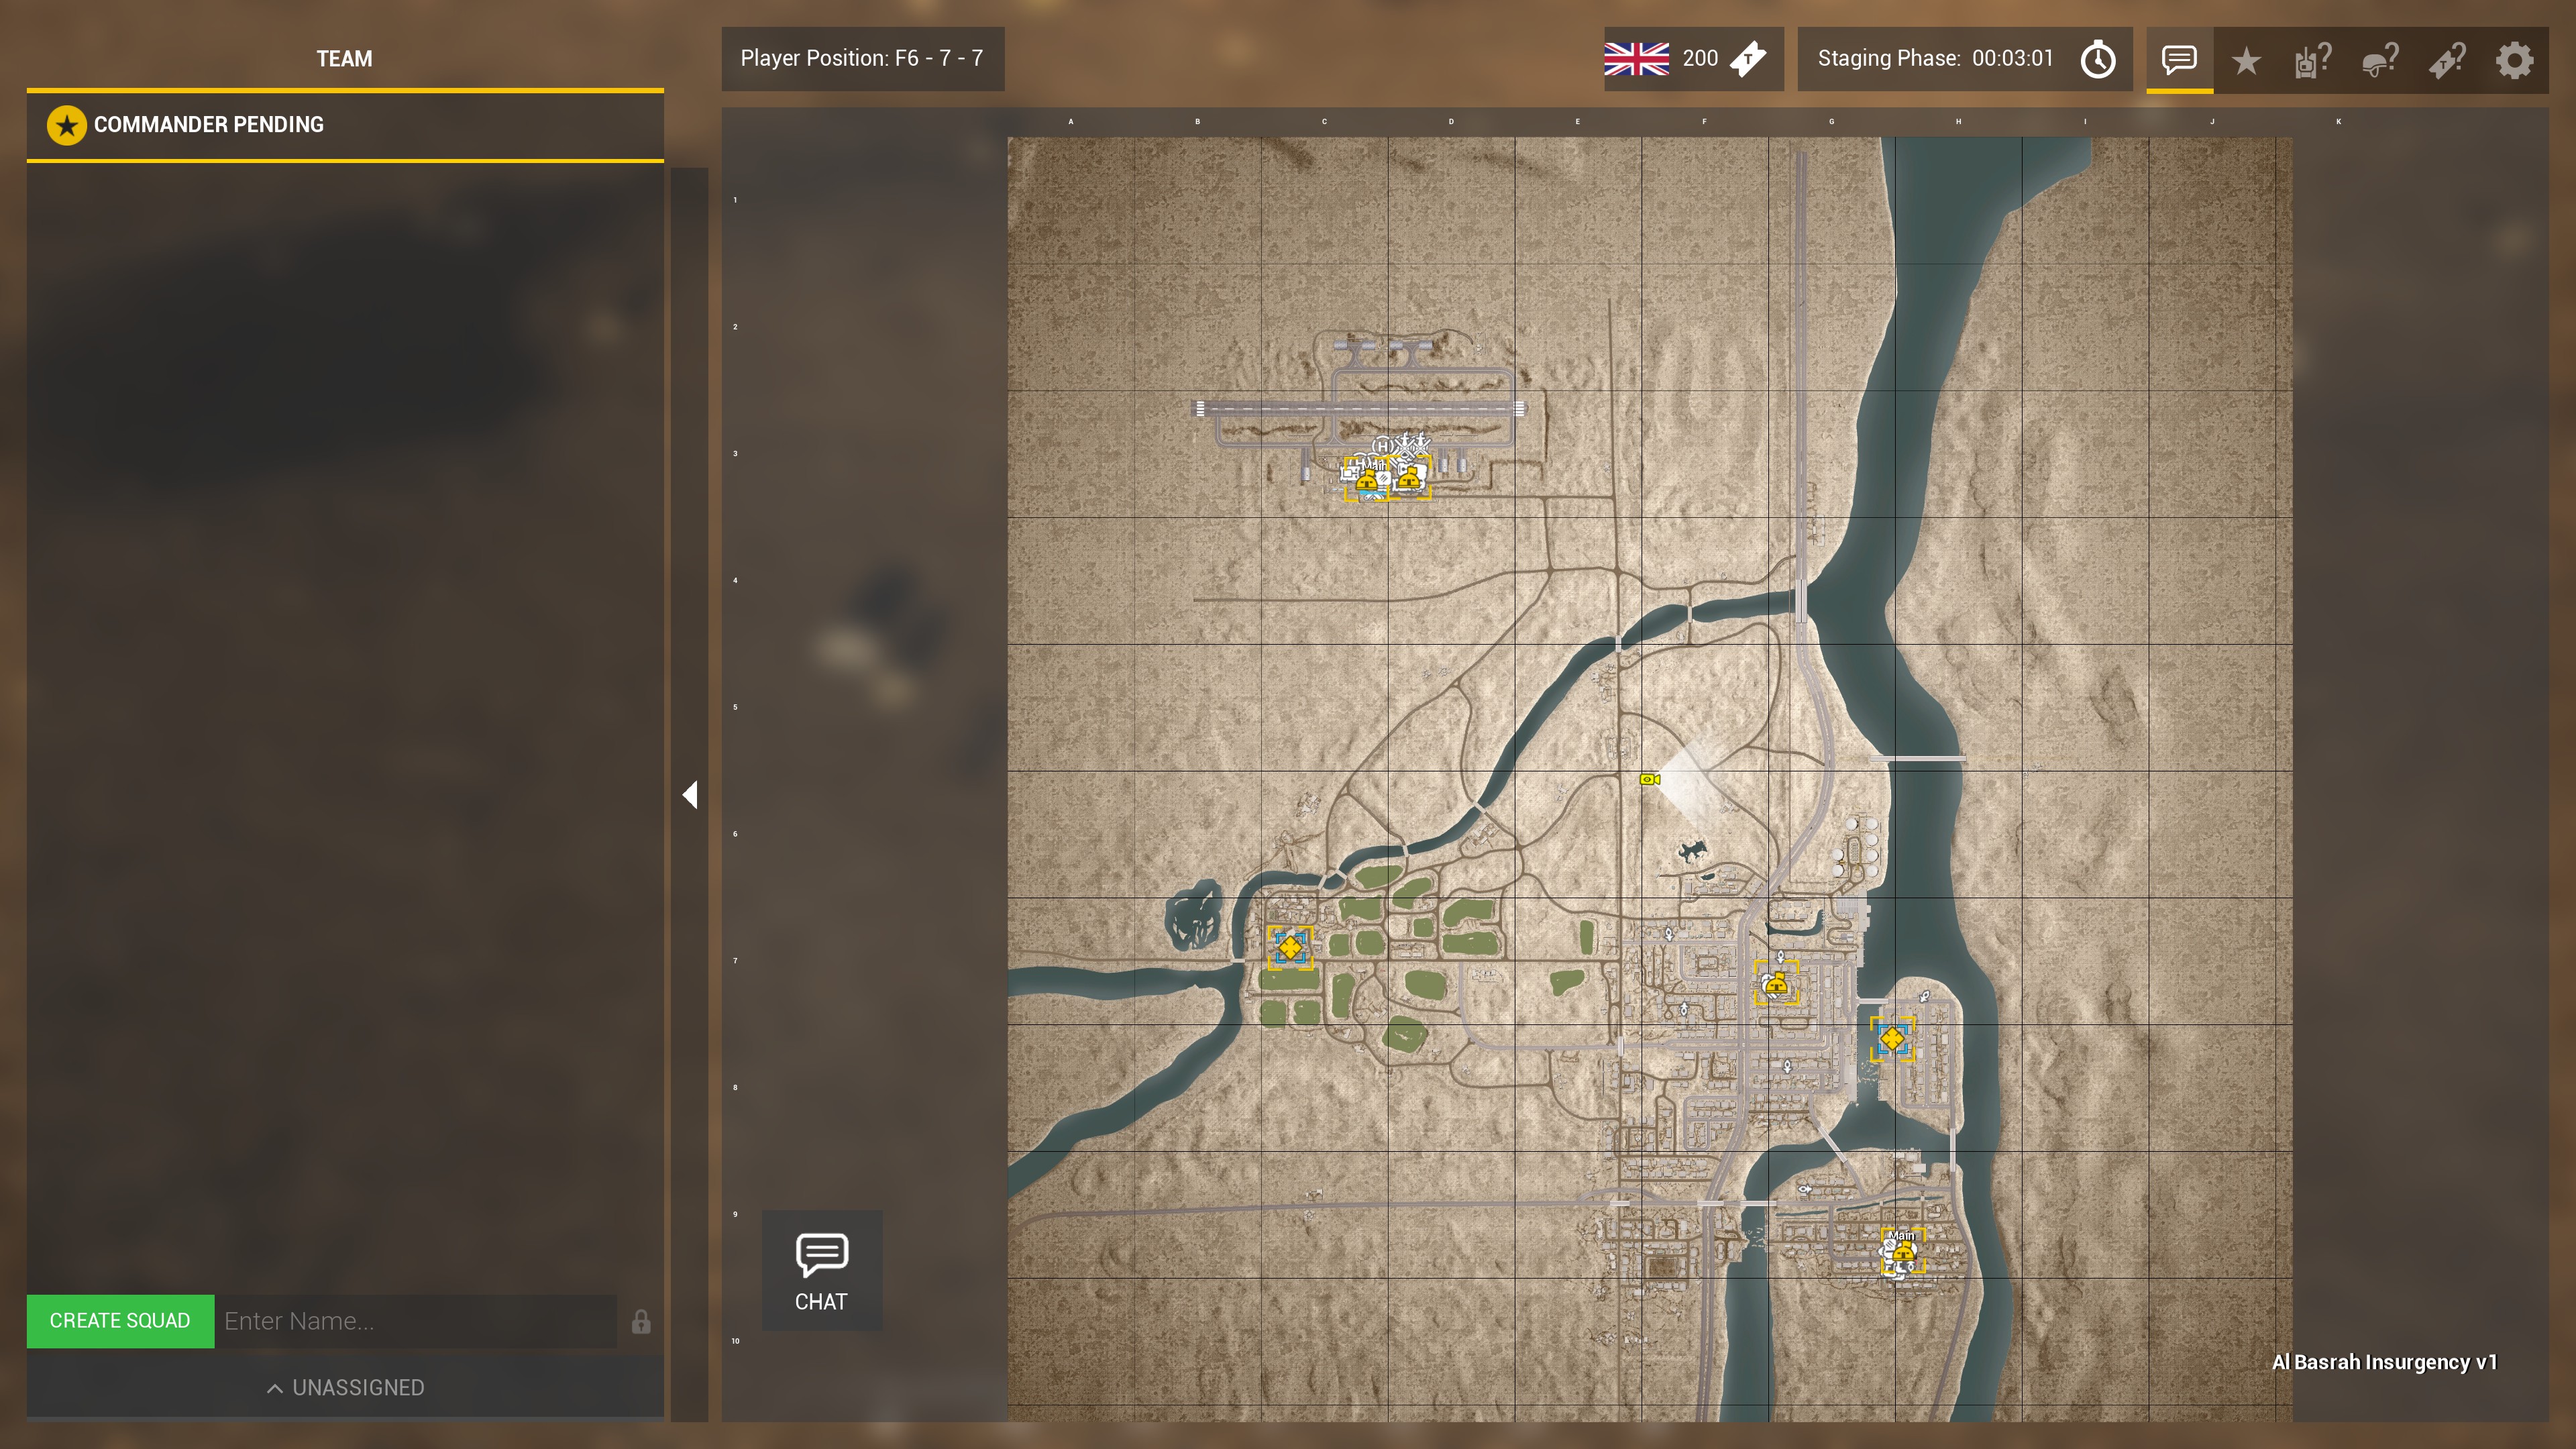 TEAM
Player Position: F6 - 7 - 7
200
T
Staging Phase: 00:03:01
?
?
T?
COMMANDER PENDING
A B C D E F G H I J K
1
2
3
H
Main
4
5
6
7
8
9
Main
CHAT
10
CREATE SQUAD
Enter Name...
Al Basrah Insurgency v1
UNASSIGNED